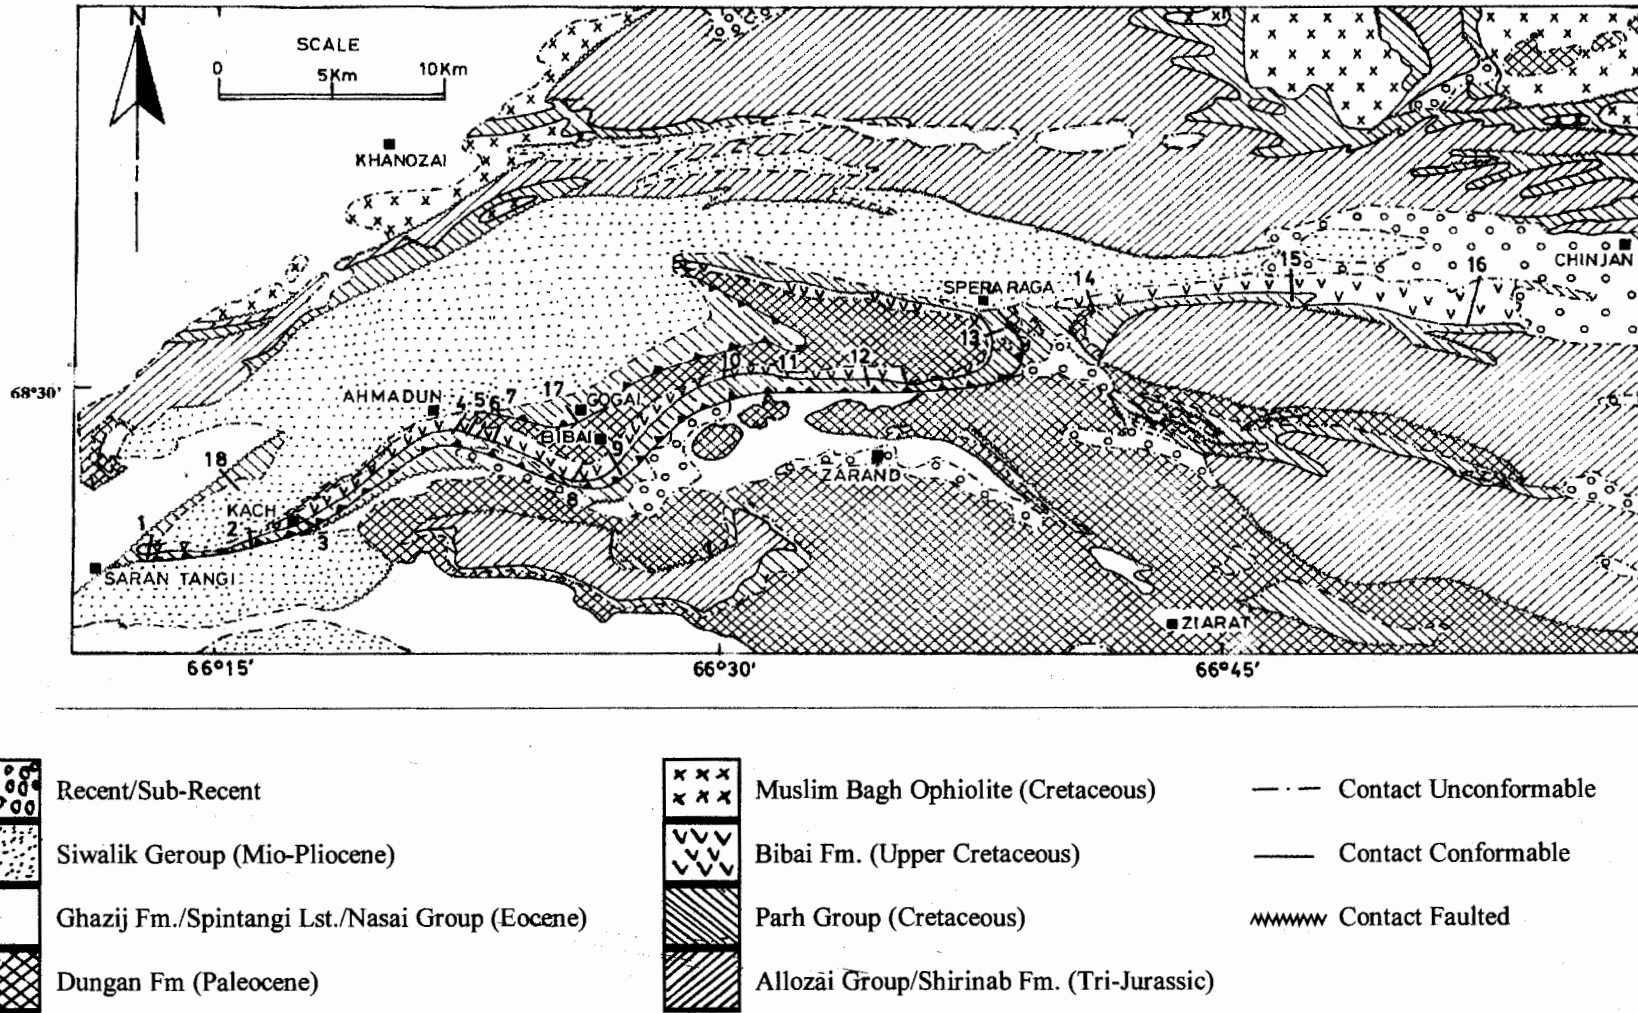 N
SCALE
0 5Km 10Km
KHANOZAI
CHINJAN
15
16
14
SPERA RAGA
13
10 11 12
68°30'
AHMADUN
4 5 6 7 17
GOGAI
BIBAI
9
18
ZARAND
8
KACH
1 2 3
SARAN TANGI
ZIARAT
66°15' 66°30' 66°45'
Recent/Sub-Recent
Siwalik Geroup (Mio-Pliocene)
Ghazij Fm./Spintangi Lst./Nasai Group (Eocene)
Dungan Fm (Paleocene)
Muslim Bagh Ophiolite (Cretaceous)
Bibai Fm. (Upper Cretaceous)
Parh Group (Cretaceous)
Allozai Group/Shirinab Fm. (Tri-Jurassic)
Contact Unconformable
Contact Conformable
Contact Faulted